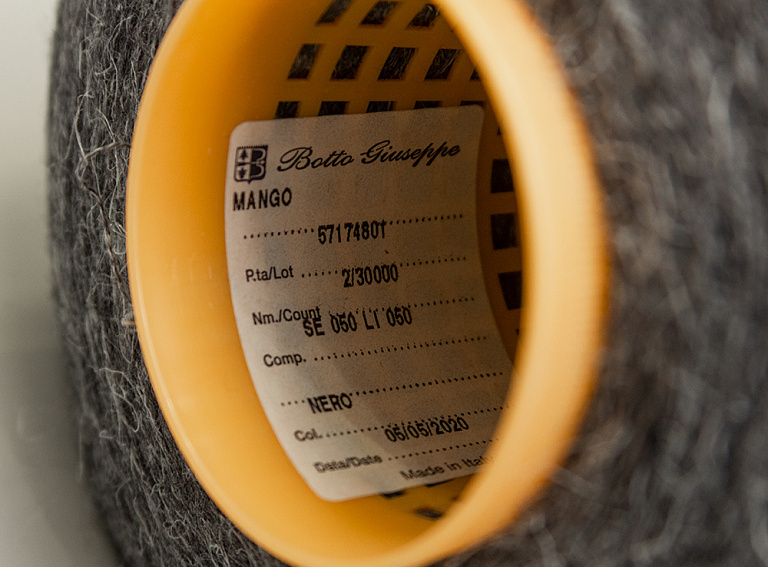 Botto Giuseppe
MANGO
57174801
P.ta/Lot
2/30000
Nm./Count
SE 050 LI 050
Comp.
NERO
Col.
05/05/2020
Data/Date
Made in Ital